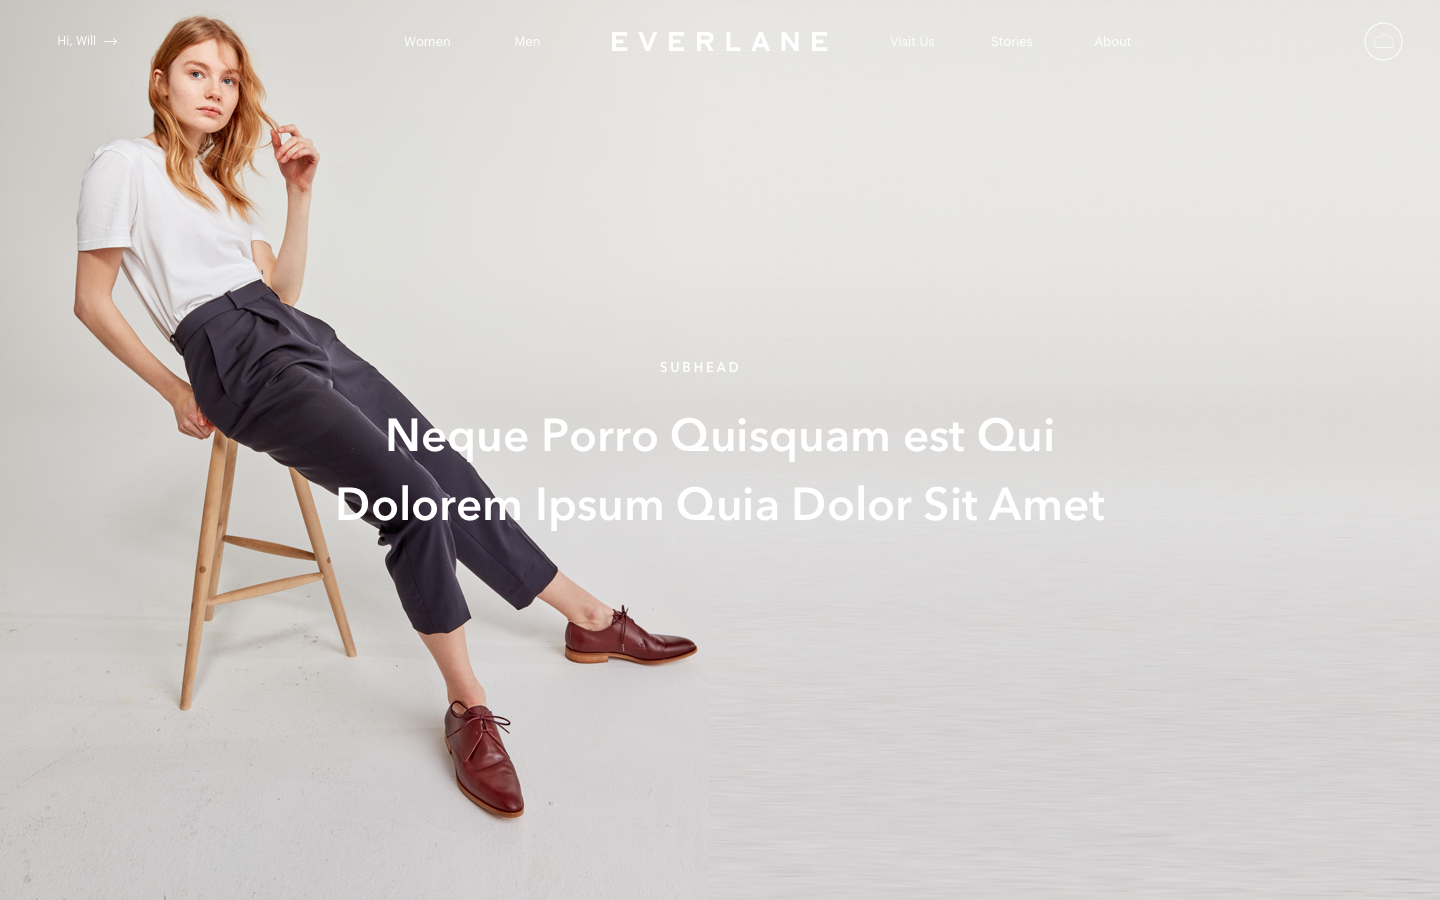 Hi, Will →
Women
Men
EVERLANE
Visit Us
Stories
About
SUBHEAD
Neque Porro Quisquam est Qui
Dolorem Ipsum Quia Dolor Sit Amet